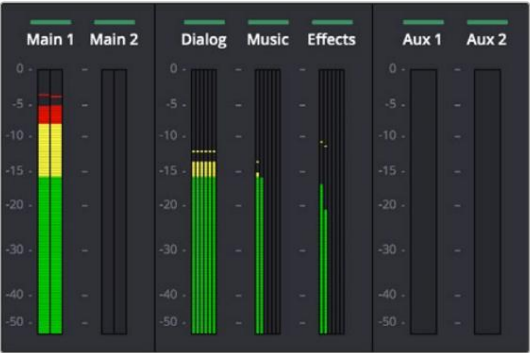 Main 1 Main 2 Dialog Music Effects Aux 1 Aux 2
0 - - 0 - - - 0 - -
-5 - - -5 - - - -5 - -
-10 - - -10 - - - -10 - -
-15 - - -15 - - - -15 - -
-20 - - -20 - - - -20 - -
-30 - - -30 - - - -30 - -
-40 - - -40 - - - -40 - -
-50 - - -50 - - - -50 - -